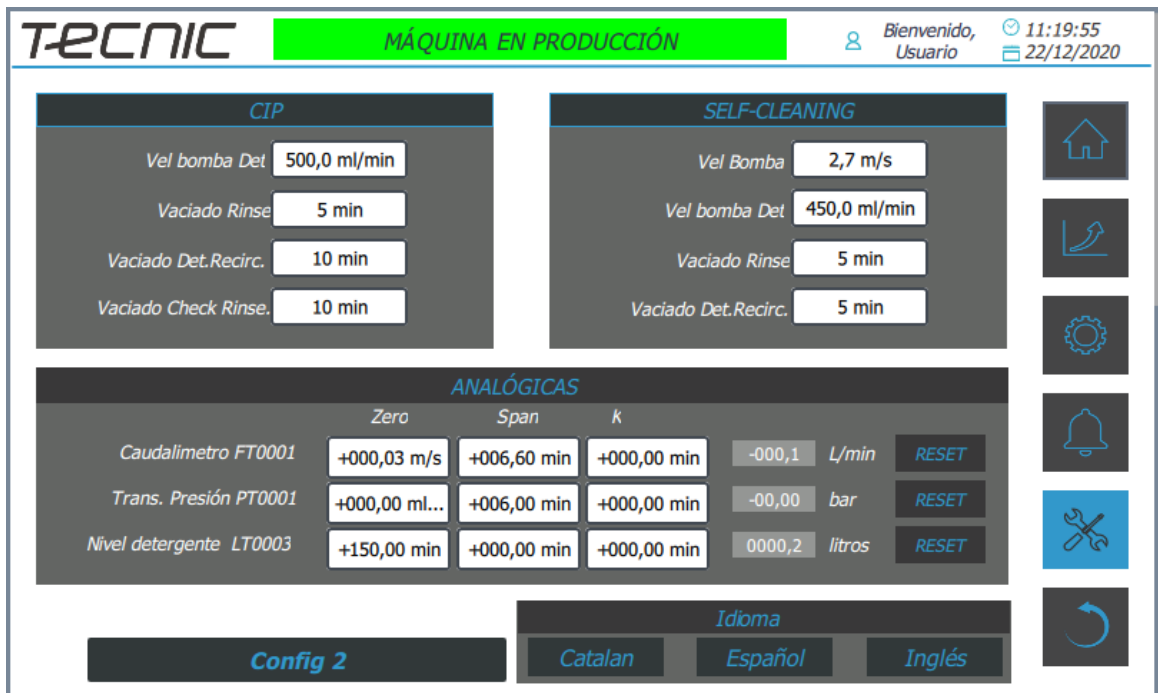 TECNIC
MÁQUINA EN PRODUCCIÓN
Bienvenido,
Usuario
11:19:55
22/12/2020
CIP
Vel bomba Det 500,0 ml/min
Vaciado Rinse 5 min
Vaciado Det.Recirc. 10 min
Vaciado Check Rinse. 10 min
SELF-CLEANING
Vel Bomba 2,7 m/s
Vel bomba Det 450,0 ml/min
Vaciado Rinse 5 min
Vaciado Det.Recirc. 5 min
ANALÓGICAS
Zero Span k
Caudalimetro FT0001 +000,03 m/s +006,60 min +000,00 min -000,1 L/min RESET
Trans. Presión PT0001 +000,00 ml... +006,00 min +000,00 min -00,00 bar RESET
Nivel detergente LT0003 +150,00 min +000,00 min +000,00 min 0000,2 litros RESET
Config 2
Idioma
Catalan Español Inglés